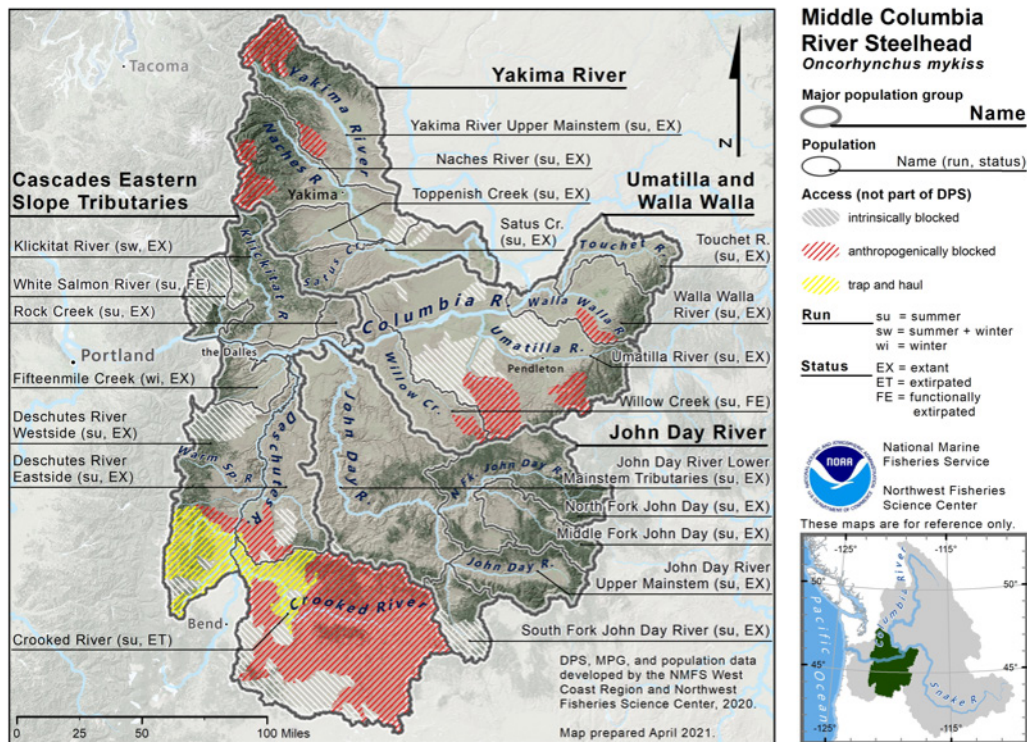 Tacoma
Yakima River
Yakima River
Yakima River Upper Mainstem (su, EX)
Naches R.
Naches River (su, EX)
Cascades Eastern
Slope Tributaries
Yakima
Toppenish Creek (su, EX)
Umatilla and
Walla Walla
Satus Cr.
(su, EX)
Touchet R.
Touchet R.
(su, EX)
Klickitat River (sw, EX)
Klickitat R.
Satus Cr.
White Salmon River (su, FE)
Rock Creek (su, EX)
Columbia R.
Walla Walla R.
Walla Walla
River (su, EX)
Portland
the Dalles
Umatilla R.
Pendleton
Umatilla River (su, EX)
Fifteenmile Creek (wi, EX)
Willow Cr.
Willow Creek (su, FE)
Deschutes River
Westside (su, EX)
Deschutes River
Eastside (su, EX)
Warm Sp. R.
Deschutes R.
John Day R.
John Day River
John Day River Lower
Mainstem Tributaries (su, EX)
N Fk John Day R.
North Fork John Day (su, EX)
Middle Fork John Day (su, EX)
John Day R.
John Day River
Upper Mainstem (su, EX)
Crooked River
Bend
Crooked River (su, ET)
South Fork John Day River (su, EX)
DPS, MPG, and population data
developed by the NMFS West
Coast Region and Northwest
Fisheries Science Center, 2020.
Map prepared April 2021.
0 25 50 100 Miles
N
Middle Columbia
River Steelhead
Oncorhynchus mykiss
Major population group
Name
Population
Name (run, status)
Access (not part of DPS)
intrinsically blocked
anthropogenically blocked
trap and haul
Run
su = summer
sw = summer + winter
wi = winter
Status
EX = extant
ET = extirpated
FE = functionally
extirpated
NOAA
National Marine
Fisheries Service
Northwest Fisheries
Science Center
These maps are for reference only.
-125°
-115°
50°
50°
Columbia River
Pacific Ocean
45°
45°
Snake R.
-125°
-115°